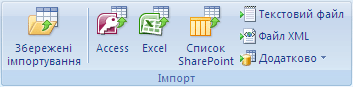 Збережені
імпортування
Access
Excel
Список
SharePoint
Текстовий файл
Файл XML
Додатково
Імпорт